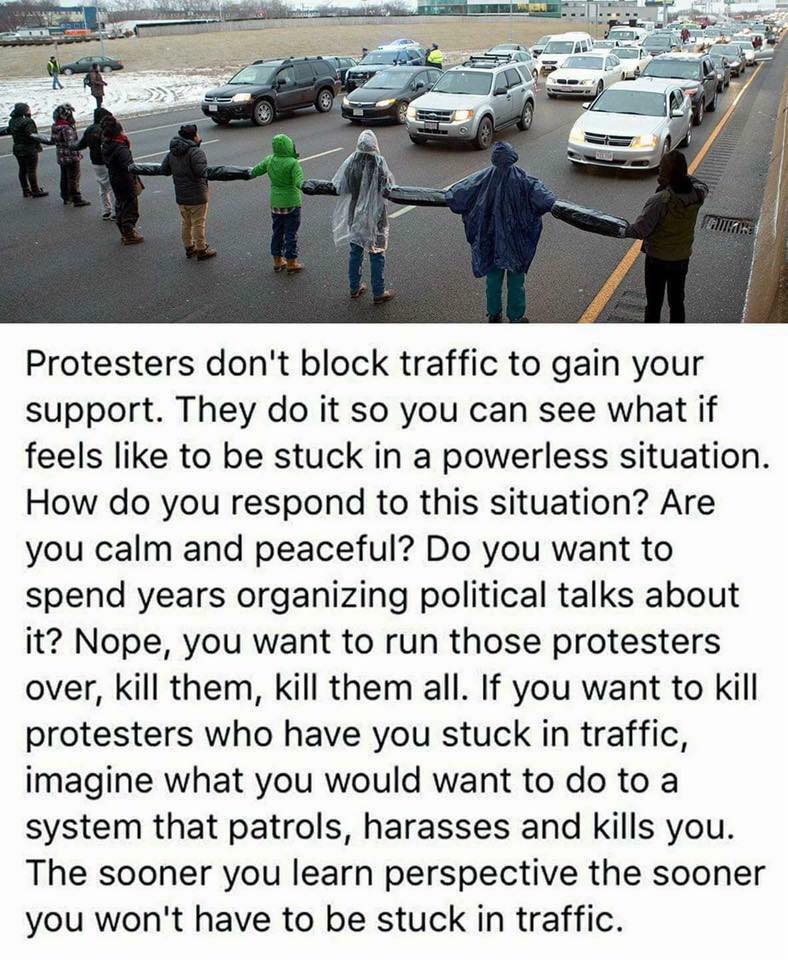 Protesters don't block traffic to gain your
support. They do it so you can see what if
feels like to be stuck in a powerless situation.
How do you respond to this situation? Are
you calm and peaceful? Do you want to
spend years organizing political talks about
it? Nope, you want to run those protesters
over, kill them, kill them all. If you want to kill
protesters who have you stuck in traffic,
imagine what you would want to do to a
system that patrols, harasses and kills you.
The sooner you learn perspective the sooner
you won't have to be stuck in traffic.